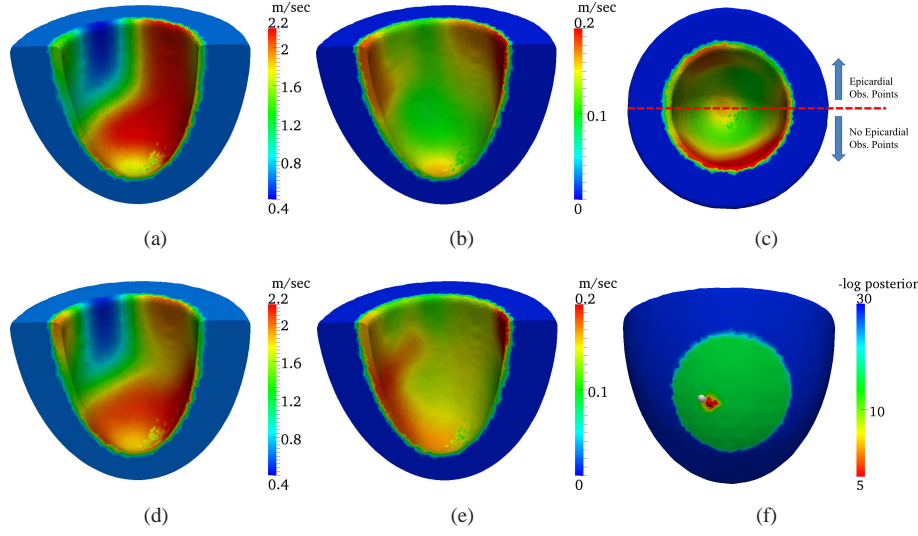 m/sec
2.2
2
1.6
1.2
0.8
0.4
(a)
m/sec
0.2
0.1
0
(b)
Epicardial
Obs. Points
No Epicardial
Obs. Points
(c)
m/sec
2.2
2
1.6
1.2
0.8
0.4
(d)
m/sec
0.2
0.1
0
(e)
-log posterior
30
10
5
(f)